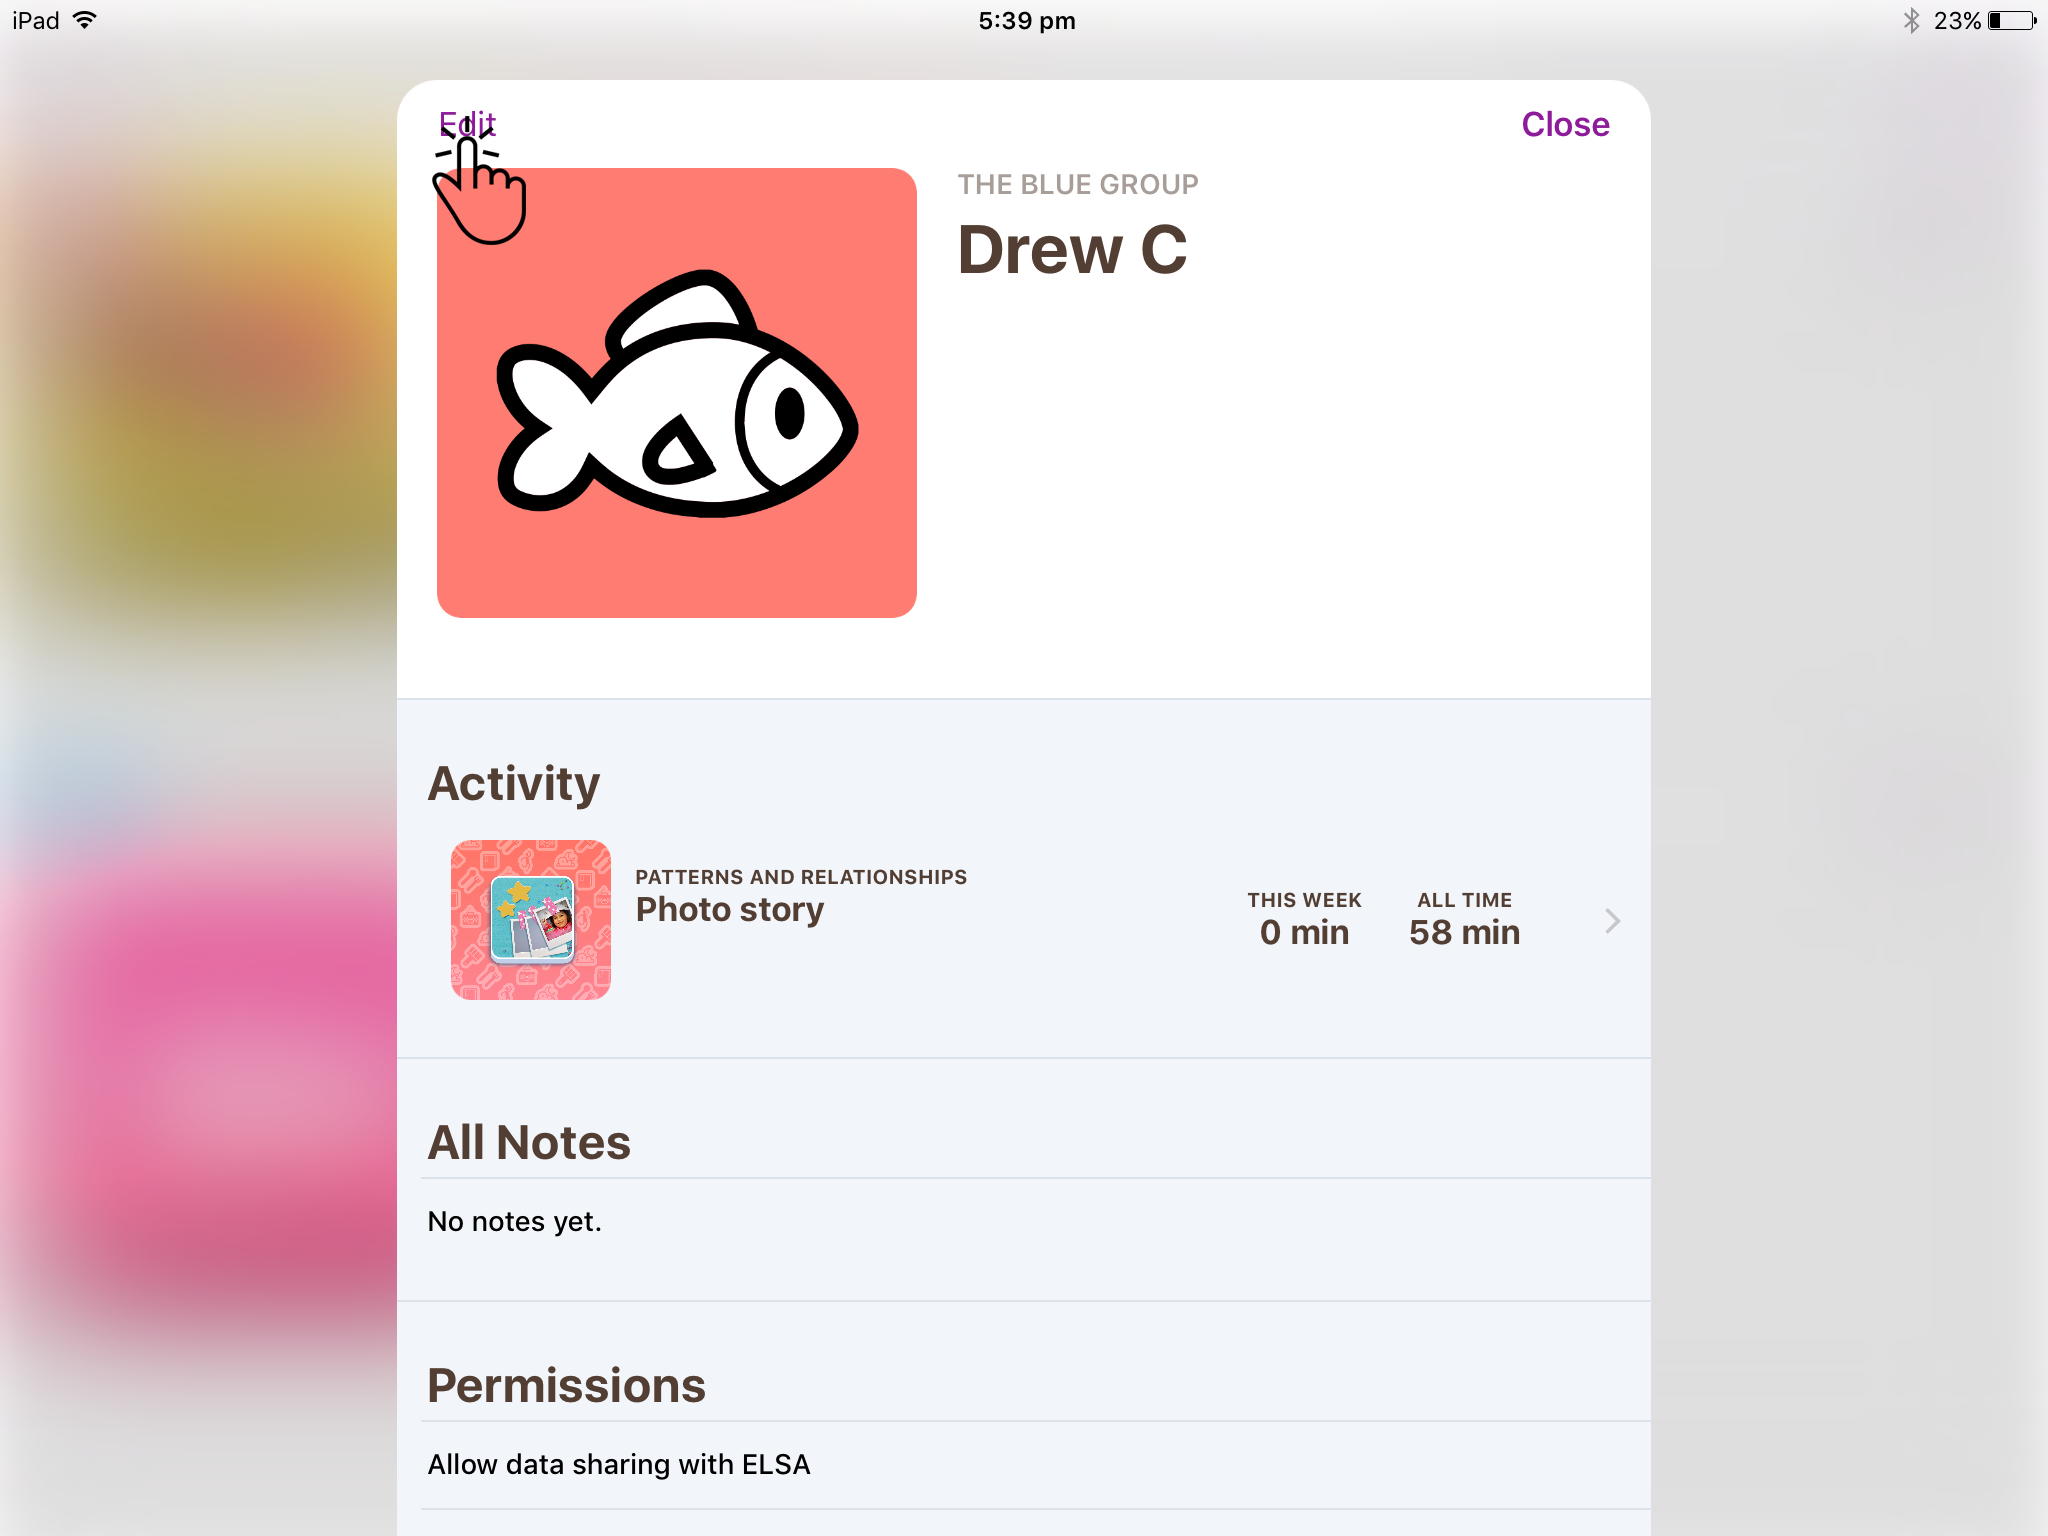 iPad 5:39 pm 23%
Edit Close
THE BLUE GROUP
Drew C
Activity
PATTERNS AND RELATIONSHIPS
Photo story
THIS WEEK ALL TIME
0 min 58 min
All Notes
No notes yet.
Permissions
Allow data sharing with ELSA